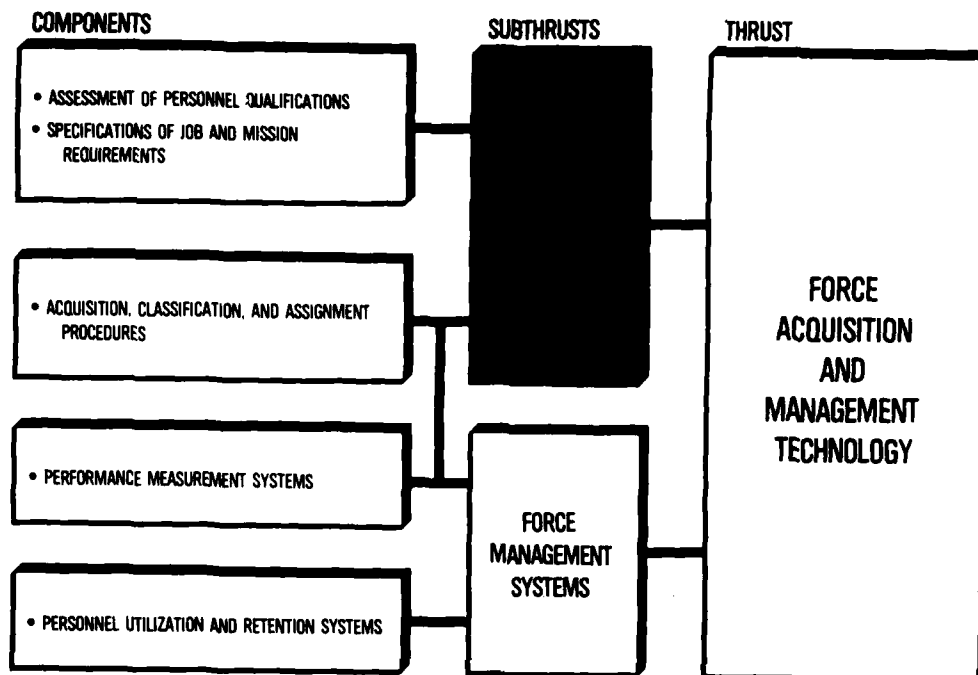 COMPONENTS
SUBTHRUSTS
THRUST
• ASSESSMENT OF PERSONNEL QUALIFICATIONS
• SPECIFICATIONS OF JOB AND MISSION
REQUIREMENTS
• ACQUISITION, CLASSIFICATION, AND ASSIGNMENT
PROCEDURES
• PERFORMANCE MEASUREMENT SYSTEMS
• PERSONNEL UTILIZATION AND RETENTION SYSTEMS
FORCE
MANAGEMENT
SYSTEMS
FORCE
ACQUISITION
AND
MANAGEMENT
TECHNOLOGY